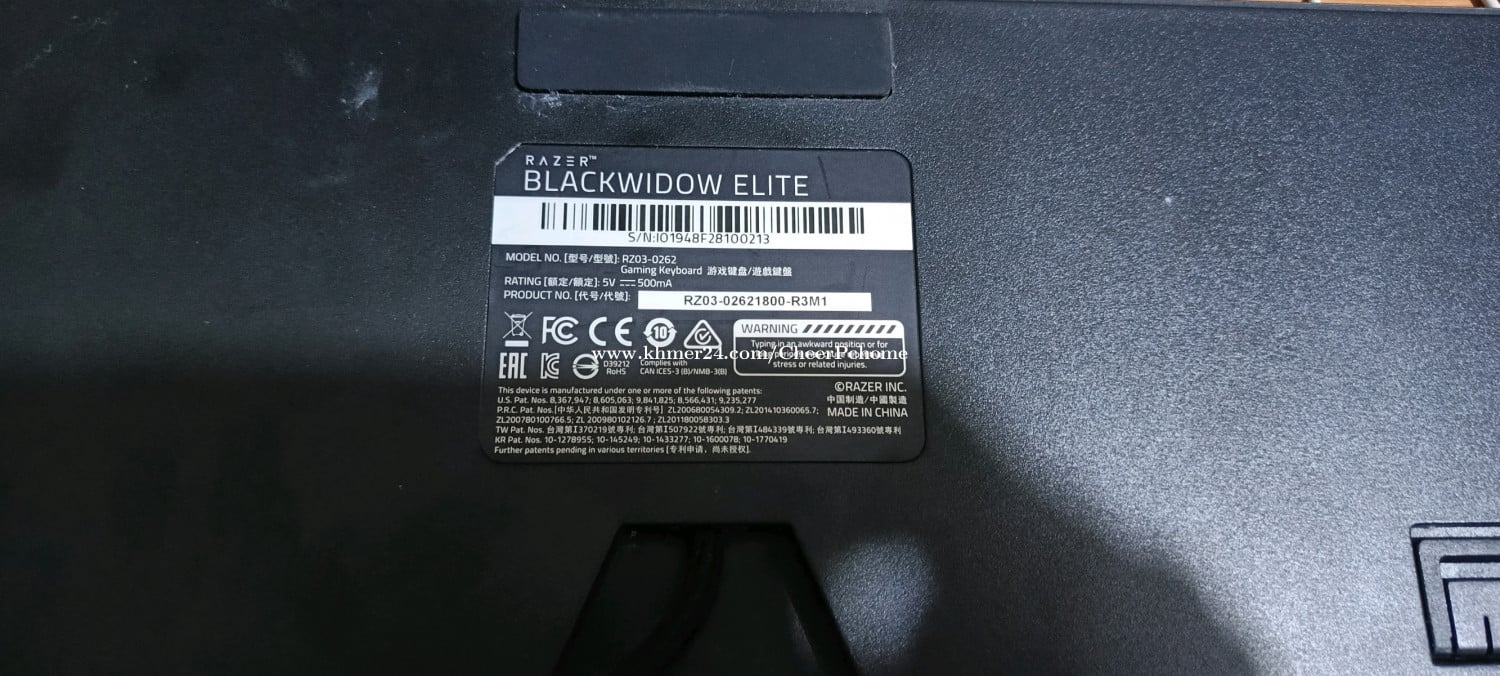 RAZER™
BLACKWIDOW ELITE
S/N:IO1948F28100213
MODEL NO. [型号/型號]: RZ03-0262
Gaming Keyboard 游戏键盘/遊戲鍵盤
RATING [額定/額定]: 5V ⎓ 500mA
PRODUCT NO. [代号/代號]: RZ03-02621800-R3M1
FC CE 10
WARNING
Typing in an awkward position or for
stress or related injuries.
www.khmer24.com/CheerPohome
EAC
D39212
RoHS
Complies with
CAN ICES-3 (B)/NMB-3(B)
This device is manufactured under one or more of the following patents:
U.S. Pat. Nos. 8,367,947; 8,605,063; 9,841,825; 8,566,431; 9,235,277
P.R.C. Pat. Nos.[中华人民共和国发明专利号] ZL200680054309.2; ZL201410360065.7;
ZL200780100766.5; ZL 200980102126.7; ZL201180058303.3
TW Pat. Nos. 台灣第I370219號專利; 台灣第I507922號專利; 台灣第I484339號專利; 台灣第I493360號專利
KR Pat. Nos. 10-1278955; 10-145249; 10-1433277; 10-1600078; 10-1770419
Further patents pending in various territories [专利申请，尚未授权].
©RAZER INC.
中国制造/中國製造
MADE IN CHINA